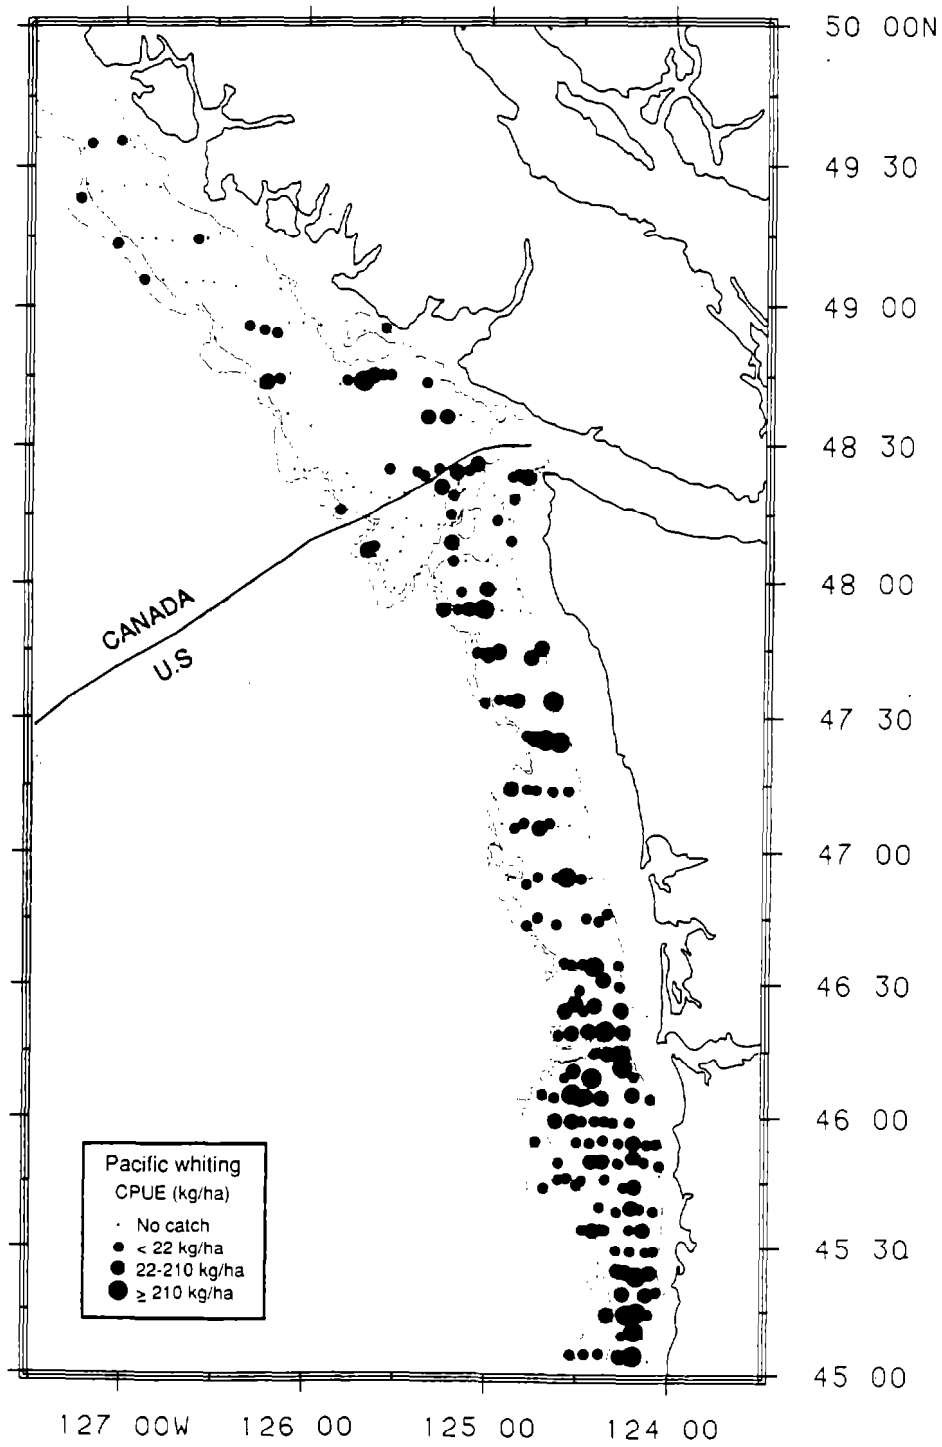 50 00N
49 30
49 00
48 30
48 00
47 30
47 00
46 30
46 00
45 30
45 00
CANADA
U.S
Pacific whiting
CPUE (kg/ha)
· No catch
● < 22 kg/ha
● 22-210 kg/ha
● ≥ 210 kg/ha
127 00W 126 00 125 00 124 00